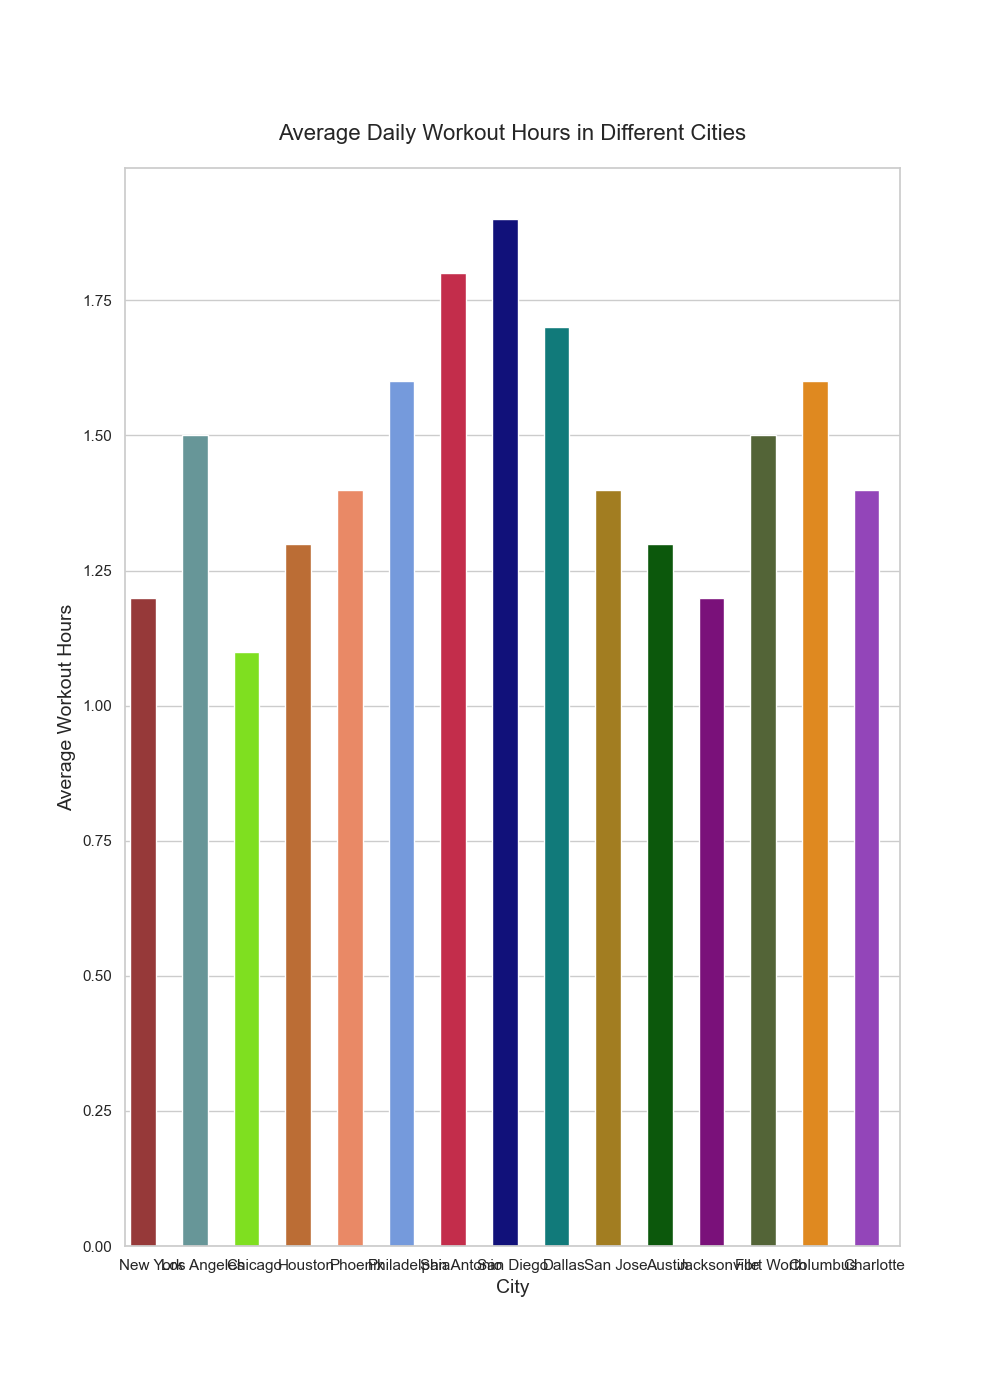 Average Daily Workout Hours in Different Cities
1.75
1.50
1.25
1.00
0.75
0.50
0.25
0.00
Average Workout Hours
New York Los Angeles Chicago Houston Phoenix Philadelphia San Antonio San Diego Dallas San Jose Austin Jacksonville Fort Worth Columbus Charlotte
City